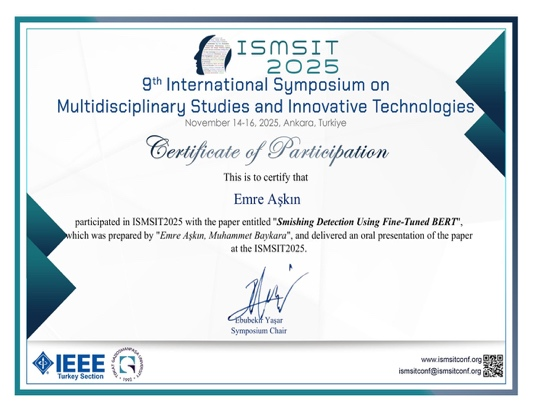 ISMSIT
2025
9th International Symposium on
Multidisciplinary Studies and Innovative Technologies
November 14-16, 2025, Ankara, Turkiye
Certificate of Participation
This is to certify that
Emre Aşkın
participated in ISMSIT2025 with the paper entitled "Smishing Detection Using Fine-Tuned BERT",
which was prepared by "Emre Aşkın, Muhammet Baykara", and delivered an oral presentation of the paper
at the ISMSIT2025.
Ebubekir Yaşar
Symposium Chair
IEEE
Turkey Section
1992
www.ismsitconf.org
ismsitconf@ismsitconf.org